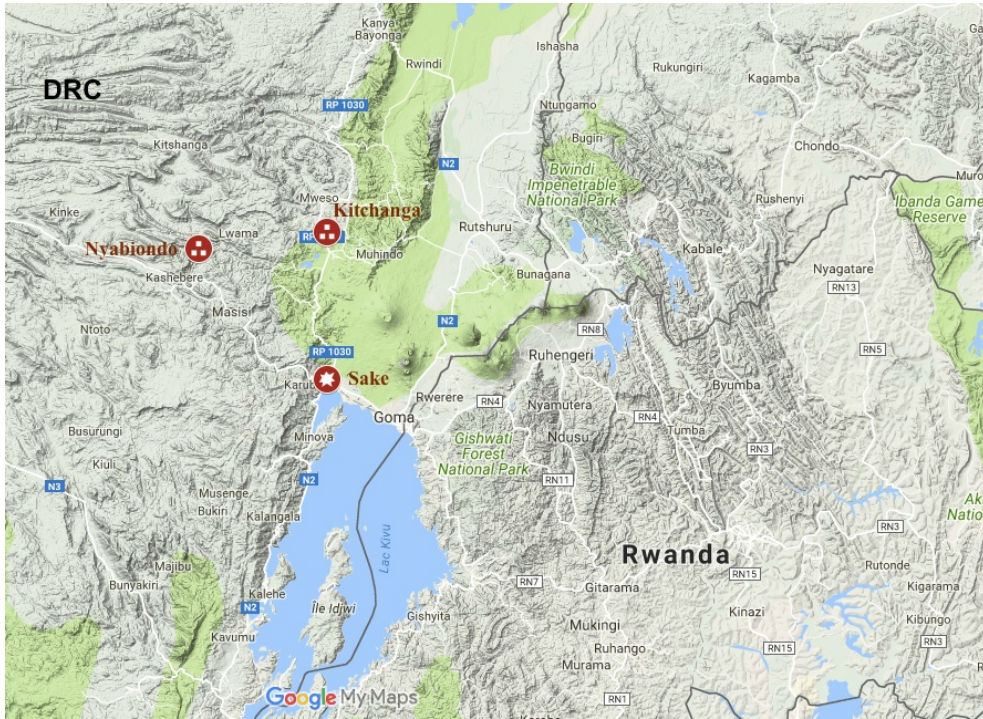 Kanya
Bayonga
Rwindi
Ishasha
Rukungiri
Kagamba
DRC
RP 1030
Ntungamo
Bugiri
Chondo
Kitshanga
N2
Bwindi
Impenetrable
National Park
Mweso
Kitchanga
Rushenyi
Ibanda Game
Reserve
Kinke
Lwama
Nyabiondo
Muhindo
Rutshuru
Kabale
Kashebere
Bunagana
Nyagatare
RN13
Masisi
N2
RN8
Ntoto
RP 1030
Ruhengeri
RN5
Sake
Rwerere
RN4
Nyamutera
Byumba
Goma
RN4
Tumba
Busurungi
Minova
Gishwati
Forest
National Park
Ndusu
RN3
Kiuli
N2
RN11
N3
Musenge
Bukiri
Kalangala
Lac Kivu
RN3
Rwanda
Majibu
RN15
Rutonde
Bunyakiri
Kalehe
Île Idjwi
RN7
Gitarama
Kigarama
N2
Gishyita
Kinazi
Kibungo
Kavumu
Mukingi
RN3
Ruhango
RN15
Murama
Google My Maps
RN1